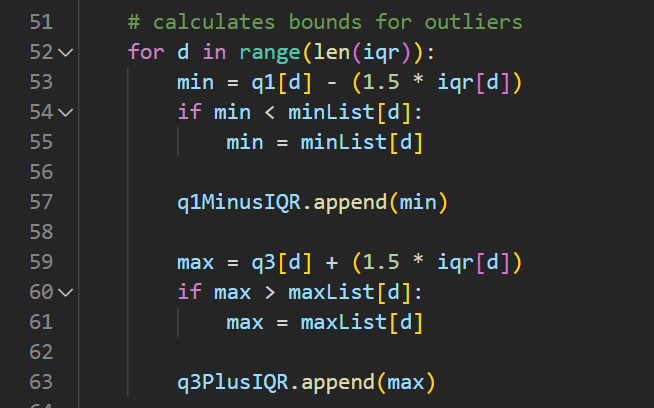 51 # calculates bounds for outliers
52 for d in range(len(iqr)):
53 min = q1[d] - (1.5 * iqr[d])
54 if min < minList[d]:
55 min = minList[d]
56
57 q1MinusIQR.append(min)
58
59 max = q3[d] + (1.5 * iqr[d])
60 if max > maxList[d]:
61 max = maxList[d]
62
63 q3PlusIQR.append(max)